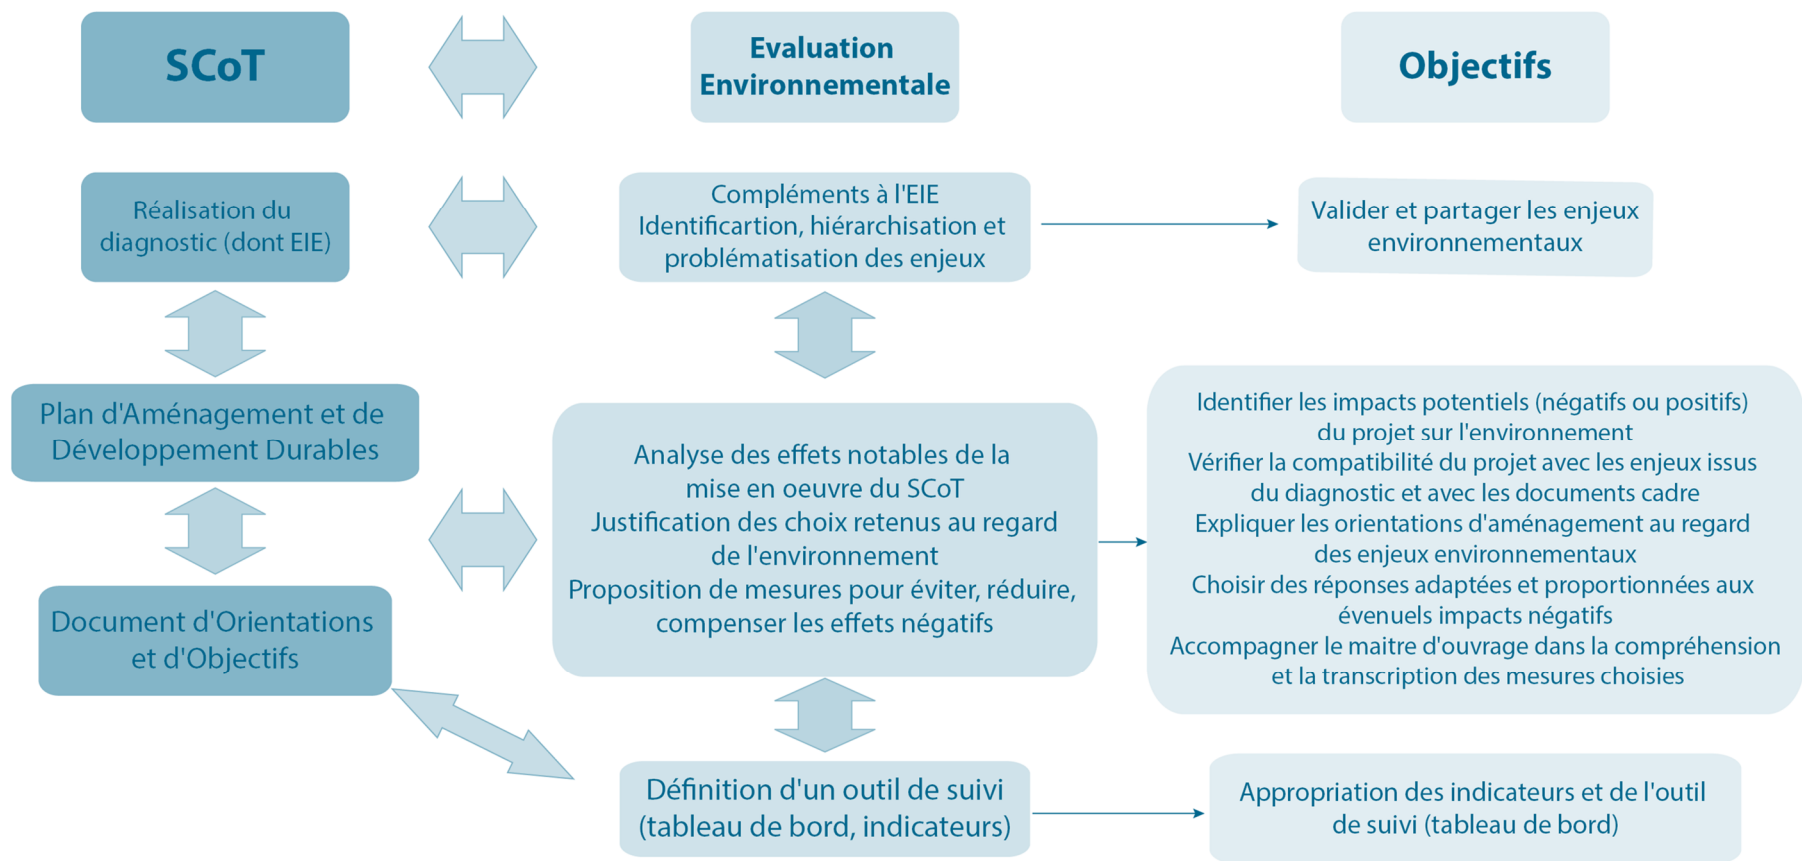 SCoT
Evaluation
Environnementale
Objectifs
Réalisation du
diagnostic (dont EIE)
Compléments à l'EIE
Identificartion, hiérarchisation et
problématisation des enjeux
Valider et partager les enjeux
environnementaux
Plan d'Aménagement et de
Développement Durables
Analyse des effets notables de la
mise en oeuvre du SCoT
Justification des choix retenus au regard
de l'environnement
Proposition de mesures pour éviter, réduire,
compenser les effets négatifs
Identifier les impacts potentiels (négatifs ou positifs)
du projet sur l'environnement
Vérifier la compatibilité du projet avec les enjeux issus
du diagnostic et avec les documents cadre
Expliquer les orientations d'aménagement au regard
des enjeux environnementaux
Choisir des réponses adaptées et proportionnées aux
évenuels impacts négatifs
Accompagner le maitre d'ouvrage dans la compréhension
et la transcription des mesures choisies
Document d'Orientations
et d'Objectifs
Définition d'un outil de suivi
(tableau de bord, indicateurs)
Appropriation des indicateurs et de l'outil
de suivi (tableau de bord)